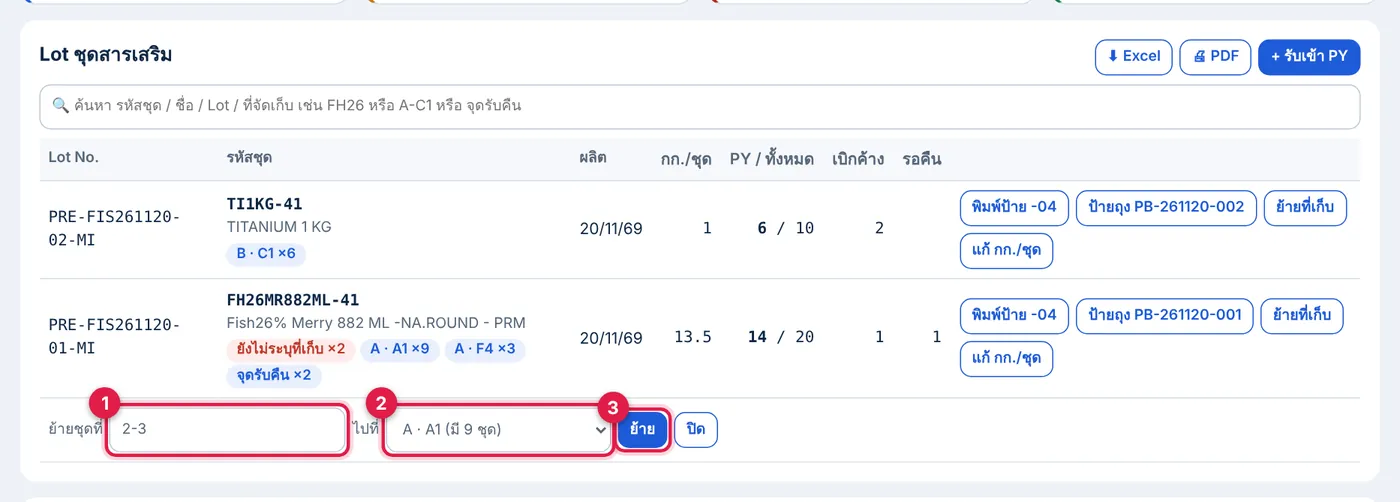 Lot ชุดสารเสริม
⬇ Excel
🖨 PDF
+ รับเข้า PY
🔍 ค้นหา รหัสชุด / ชื่อ / Lot / ที่จัดเก็บ เช่น FH26 หรือ A-C1 หรือ จุดรับคืน
Lot No. รหัสชุด ผลิต กก./ชุด PY / ทั้งหมด เบิกค้าง รอคืน
PRE-FIS261120-
02-MI
TI1KG-41
TITANIUM 1 KG
B · C1 ×6
20/11/69 1 6 / 10 2
พิมพ์ป้าย -04 ป้ายถุง PB-261120-002 ย้ายที่เก็บ
แก้ กก./ชุด
PRE-FIS261120-
01-MI
FH26MR882ML-41
Fish26% Merry 882 ML -NA.ROUND - PRM
ยังไม่ระบุที่เก็บ ×2 A · A1 ×9 A · F4 ×3
จุดรับคืน ×2
20/11/69 13.5 14 / 20 1 1
พิมพ์ป้าย -04 ป้ายถุง PB-261120-001 ย้ายที่เก็บ
แก้ กก./ชุด
1 2 3
ย้ายชุดที่ 2-3 ไปที่ A · A1 (มี 9 ชุด) ย้าย ปิด